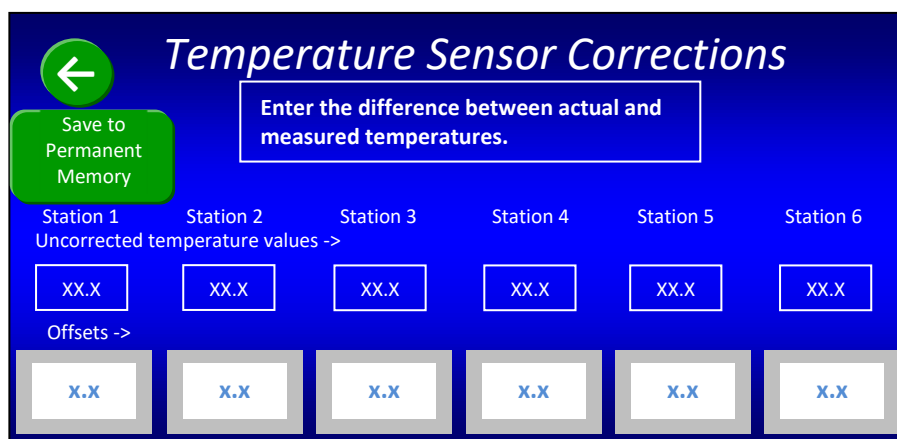 Temperature Sensor Corrections
Enter the difference between actual and
measured temperatures.
Save to
Permanent
Memory
Station 1 Station 2 Station 3 Station 4 Station 5 Station 6
Uncorrected temperature values ->
XX.X XX.X XX.X XX.X XX.X XX.X
Offsets ->
x.x x.x x.x x.x x.x x.x